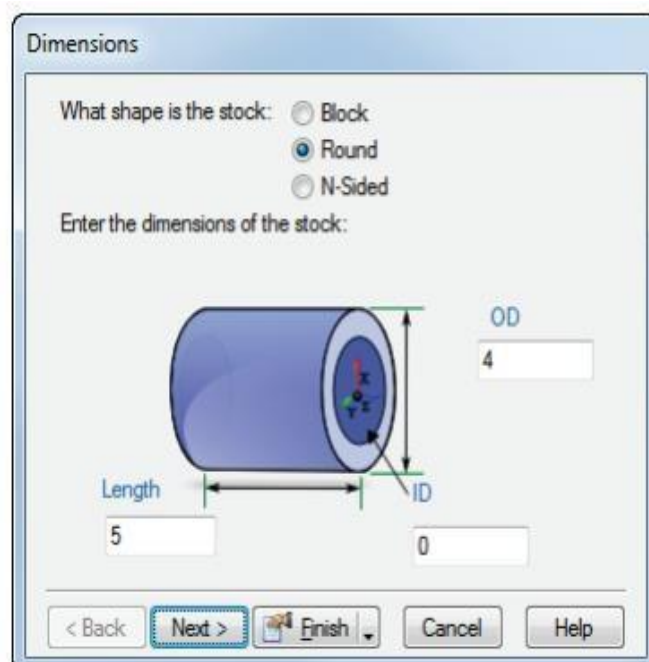 Dimensions
What shape is the stock: Block
Round
N-Sided
Enter the dimensions of the stock:
OD
4
X
Y Z
Length
ID
5
0
< Back Next > Finish Cancel Help